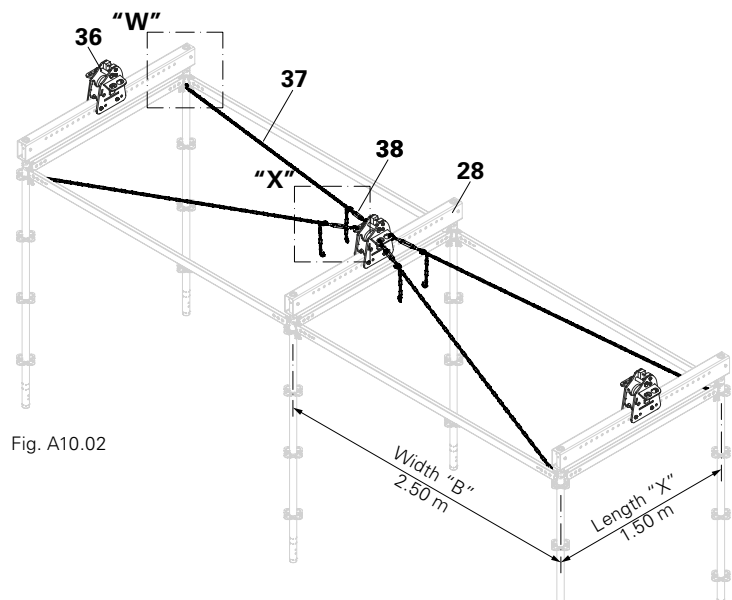 “W”
36
37
38
“X”
28
Fig. A10.02
Width “B”
2.50 m
Length “X”
1.50 m